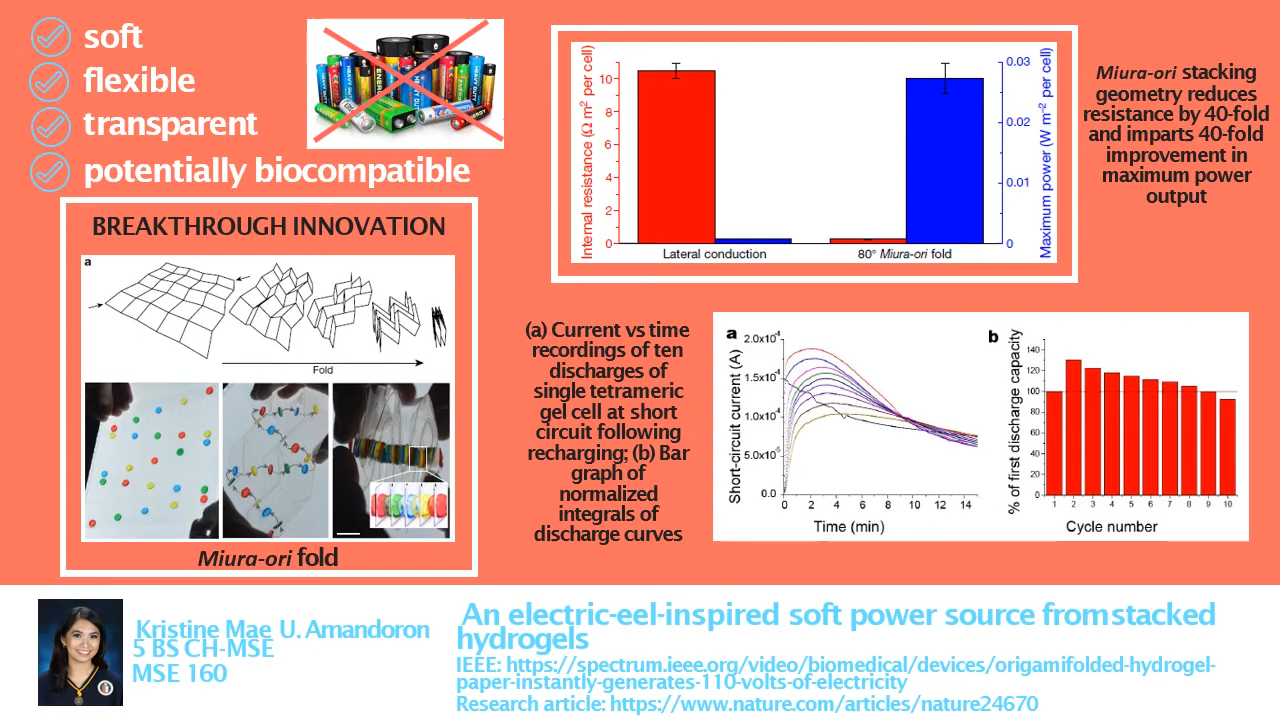 soft
flexible
transparent
potentially biocompatible
BREAKTHROUGH INNOVATION
a
Fold
Miura-ori fold
Internal resistance (Ω m² per cell)
10
8
6
4
2
0
Lateral conduction
80° Miura-ori fold
0.03
0.02
0.01
0
Maximum power (W m⁻² per cell)
Miura-ori stacking
geometry reduces
resistance by 40-fold
and imparts 40-fold
improvement in
maximum power
output
(a) Current vs time
recordings of ten
discharges of
single tetrameric
gel cell at short
circuit following
recharging; (b) Bar
graph of
normalized
integrals of
discharge curves
a
Short-circuit current (A)
2.0x10⁻⁴
1.5x10⁻⁴
1.0x10⁻⁴
5.0x10⁻⁵
0.0
0 2 4 6 8 10 12 14
Time (min)
b
% of first discharge capacity
140
120
100
80
60
40
20
0
1 2 3 4 5 6 7 8 9 10
Cycle number
Kristine Mae U. Amandoron
5 BS CH-MSE
MSE 160
An electric-eel-inspired soft power source fromstacked
hydrogels
IEEE: https://spectrum.ieee.org/video/biomedical/devices/origamifolded-hydrogel-
paper-instantly-generates-110-volts-of-electricity
Research article: https://www.nature.com/articles/nature24670